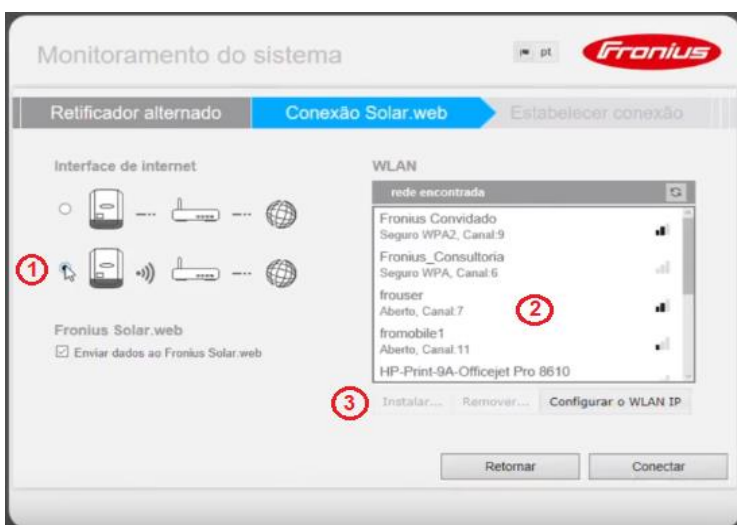 Monitoramento do sistema
pt
Fronius
Retificador alternado
Conexão Solar.web
Estabelecer conexão
Interface de internet
1
Fronius Solar.web
Enviar dados ao Fronius Solar.web
WLAN
rede encontrada
Fronius Convidado
Seguro WPA2, Canal:9
Fronius_Consultoria
Seguro WPA, Canal:6
frouser
Aberto, Canal:7
2
fromobile1
Aberto, Canal:11
HP-Print-9A-Officejet Pro 8610
3
Instalar... Remover... Configurar o WLAN IP
Retornar Conectar